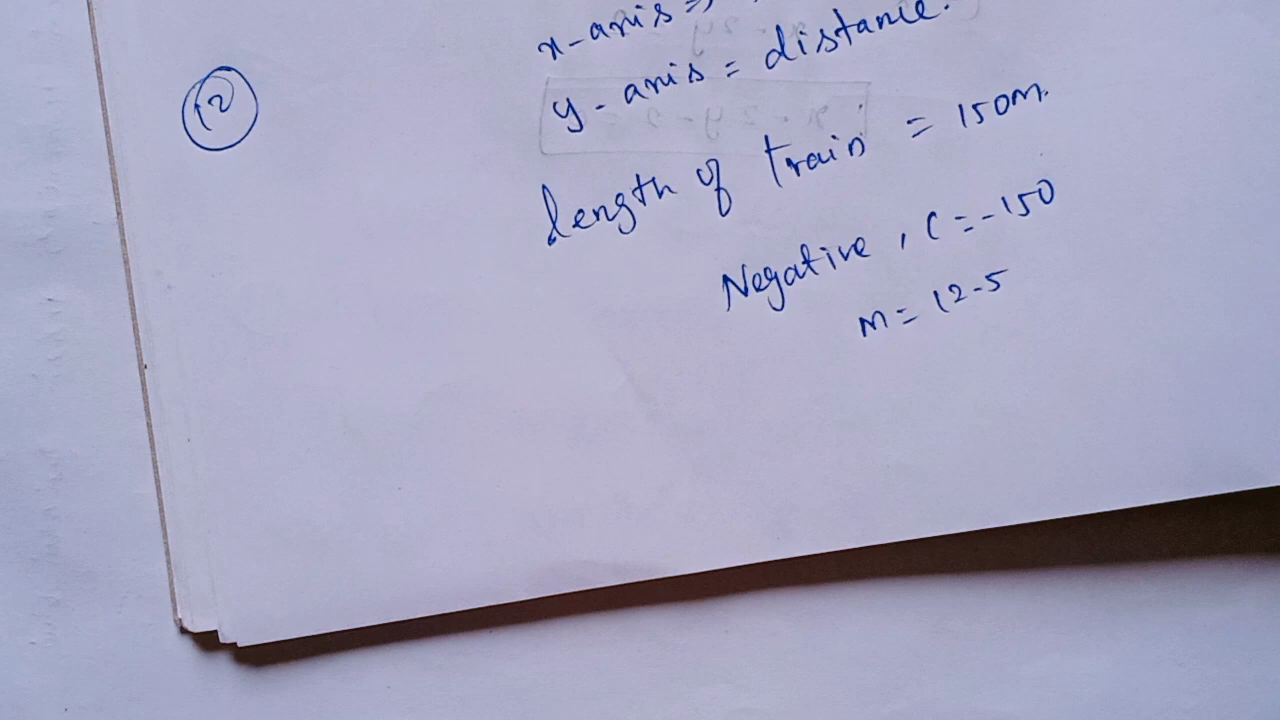 x-axis =
(12) y-axis = distance.
length of train = 150m.
Negative, C = -150
m = 12-5